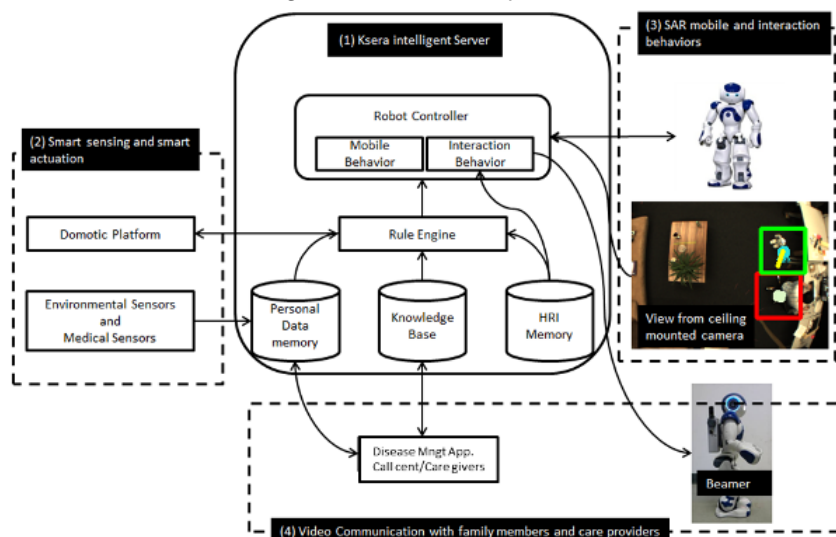 (1) Ksera intelligent Server
(3) SAR mobile and interaction
behaviors
Robot Controller
Mobile
Behavior
Interaction
Behavior
(2) Smart sensing and smart
actuation
Domotic Platform
Rule Engine
Environmental Sensors
and
Medical Sensors
Personal
Data
memory
Knowledge
Base
HRI
Memory
View from ceiling
mounted camera
Disease Mngt App.
Call cent/Care givers
Beamer
(4) Video Communication with family members and care providers